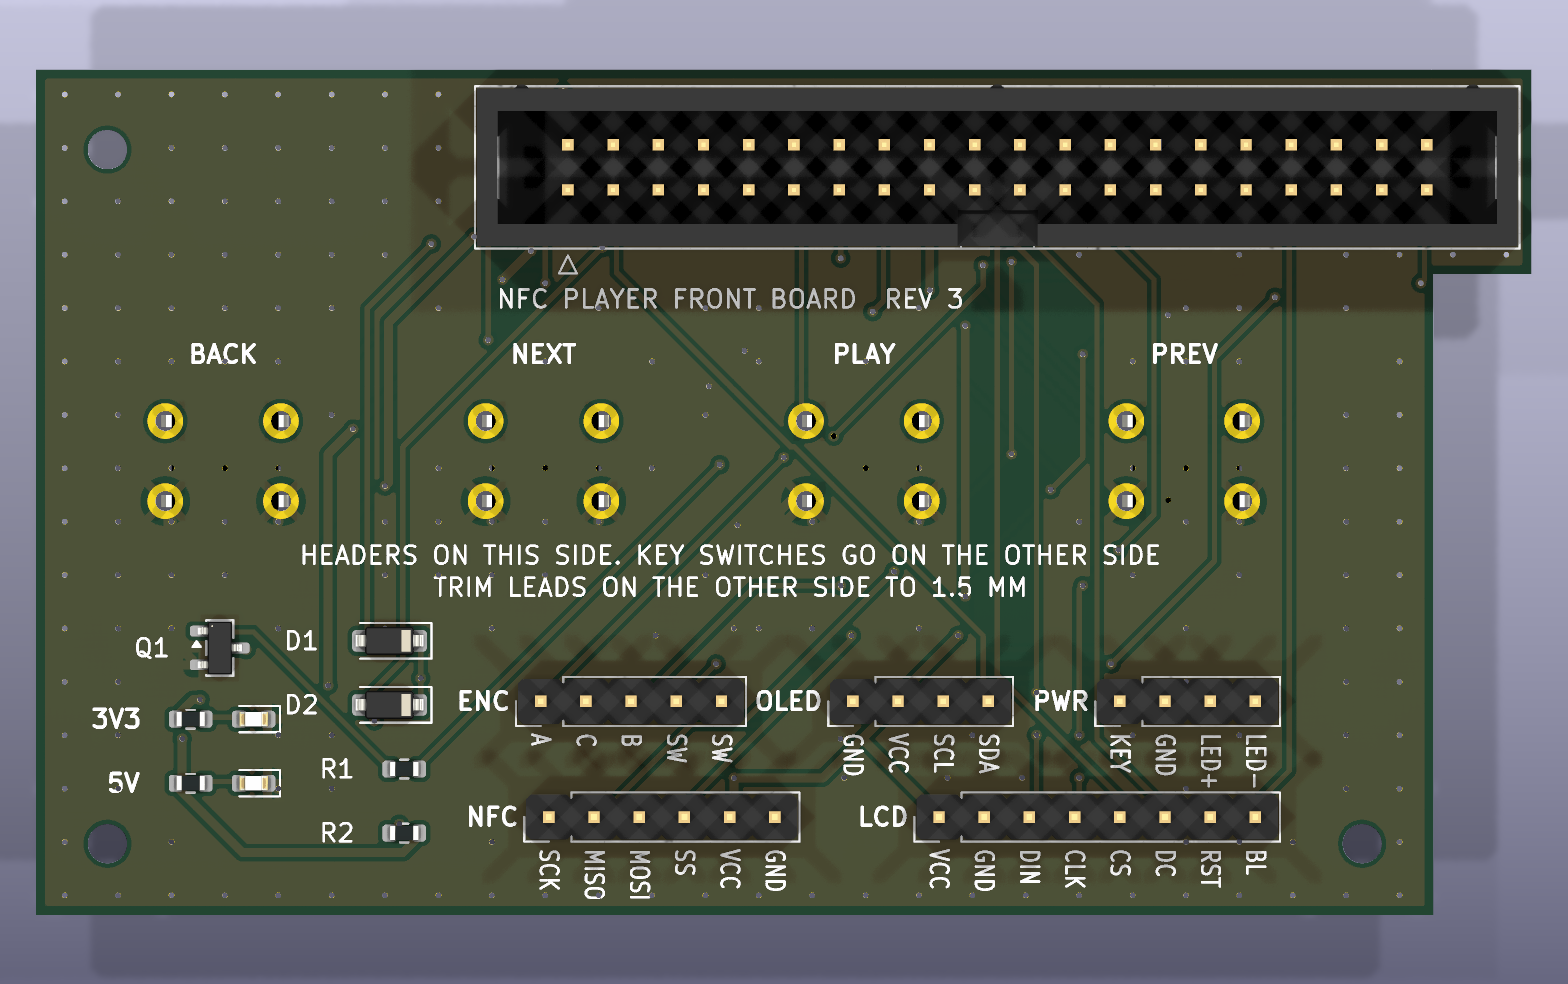 NFC PLAYER FRONT BOARD REV 3
BACK
NEXT
PLAY
PREV
HEADERS ON THIS SIDE. KEY SWITCHES GO ON THE OTHER SIDE
TRIM LEADS ON THE OTHER SIDE TO 1.5 MM
Q1
D1
D2
3V3
5V
R1
R2
ENC
A
C
B
SW
SW
OLED
GND
VCC
SCL
SDA
PWR
KEY
GND
LED+
LED-
NFC
SCK
MISO
MOSI
SS
VCC
GND
LCD
VCC
GND
DIN
CLK
CS
DC
RST
BL